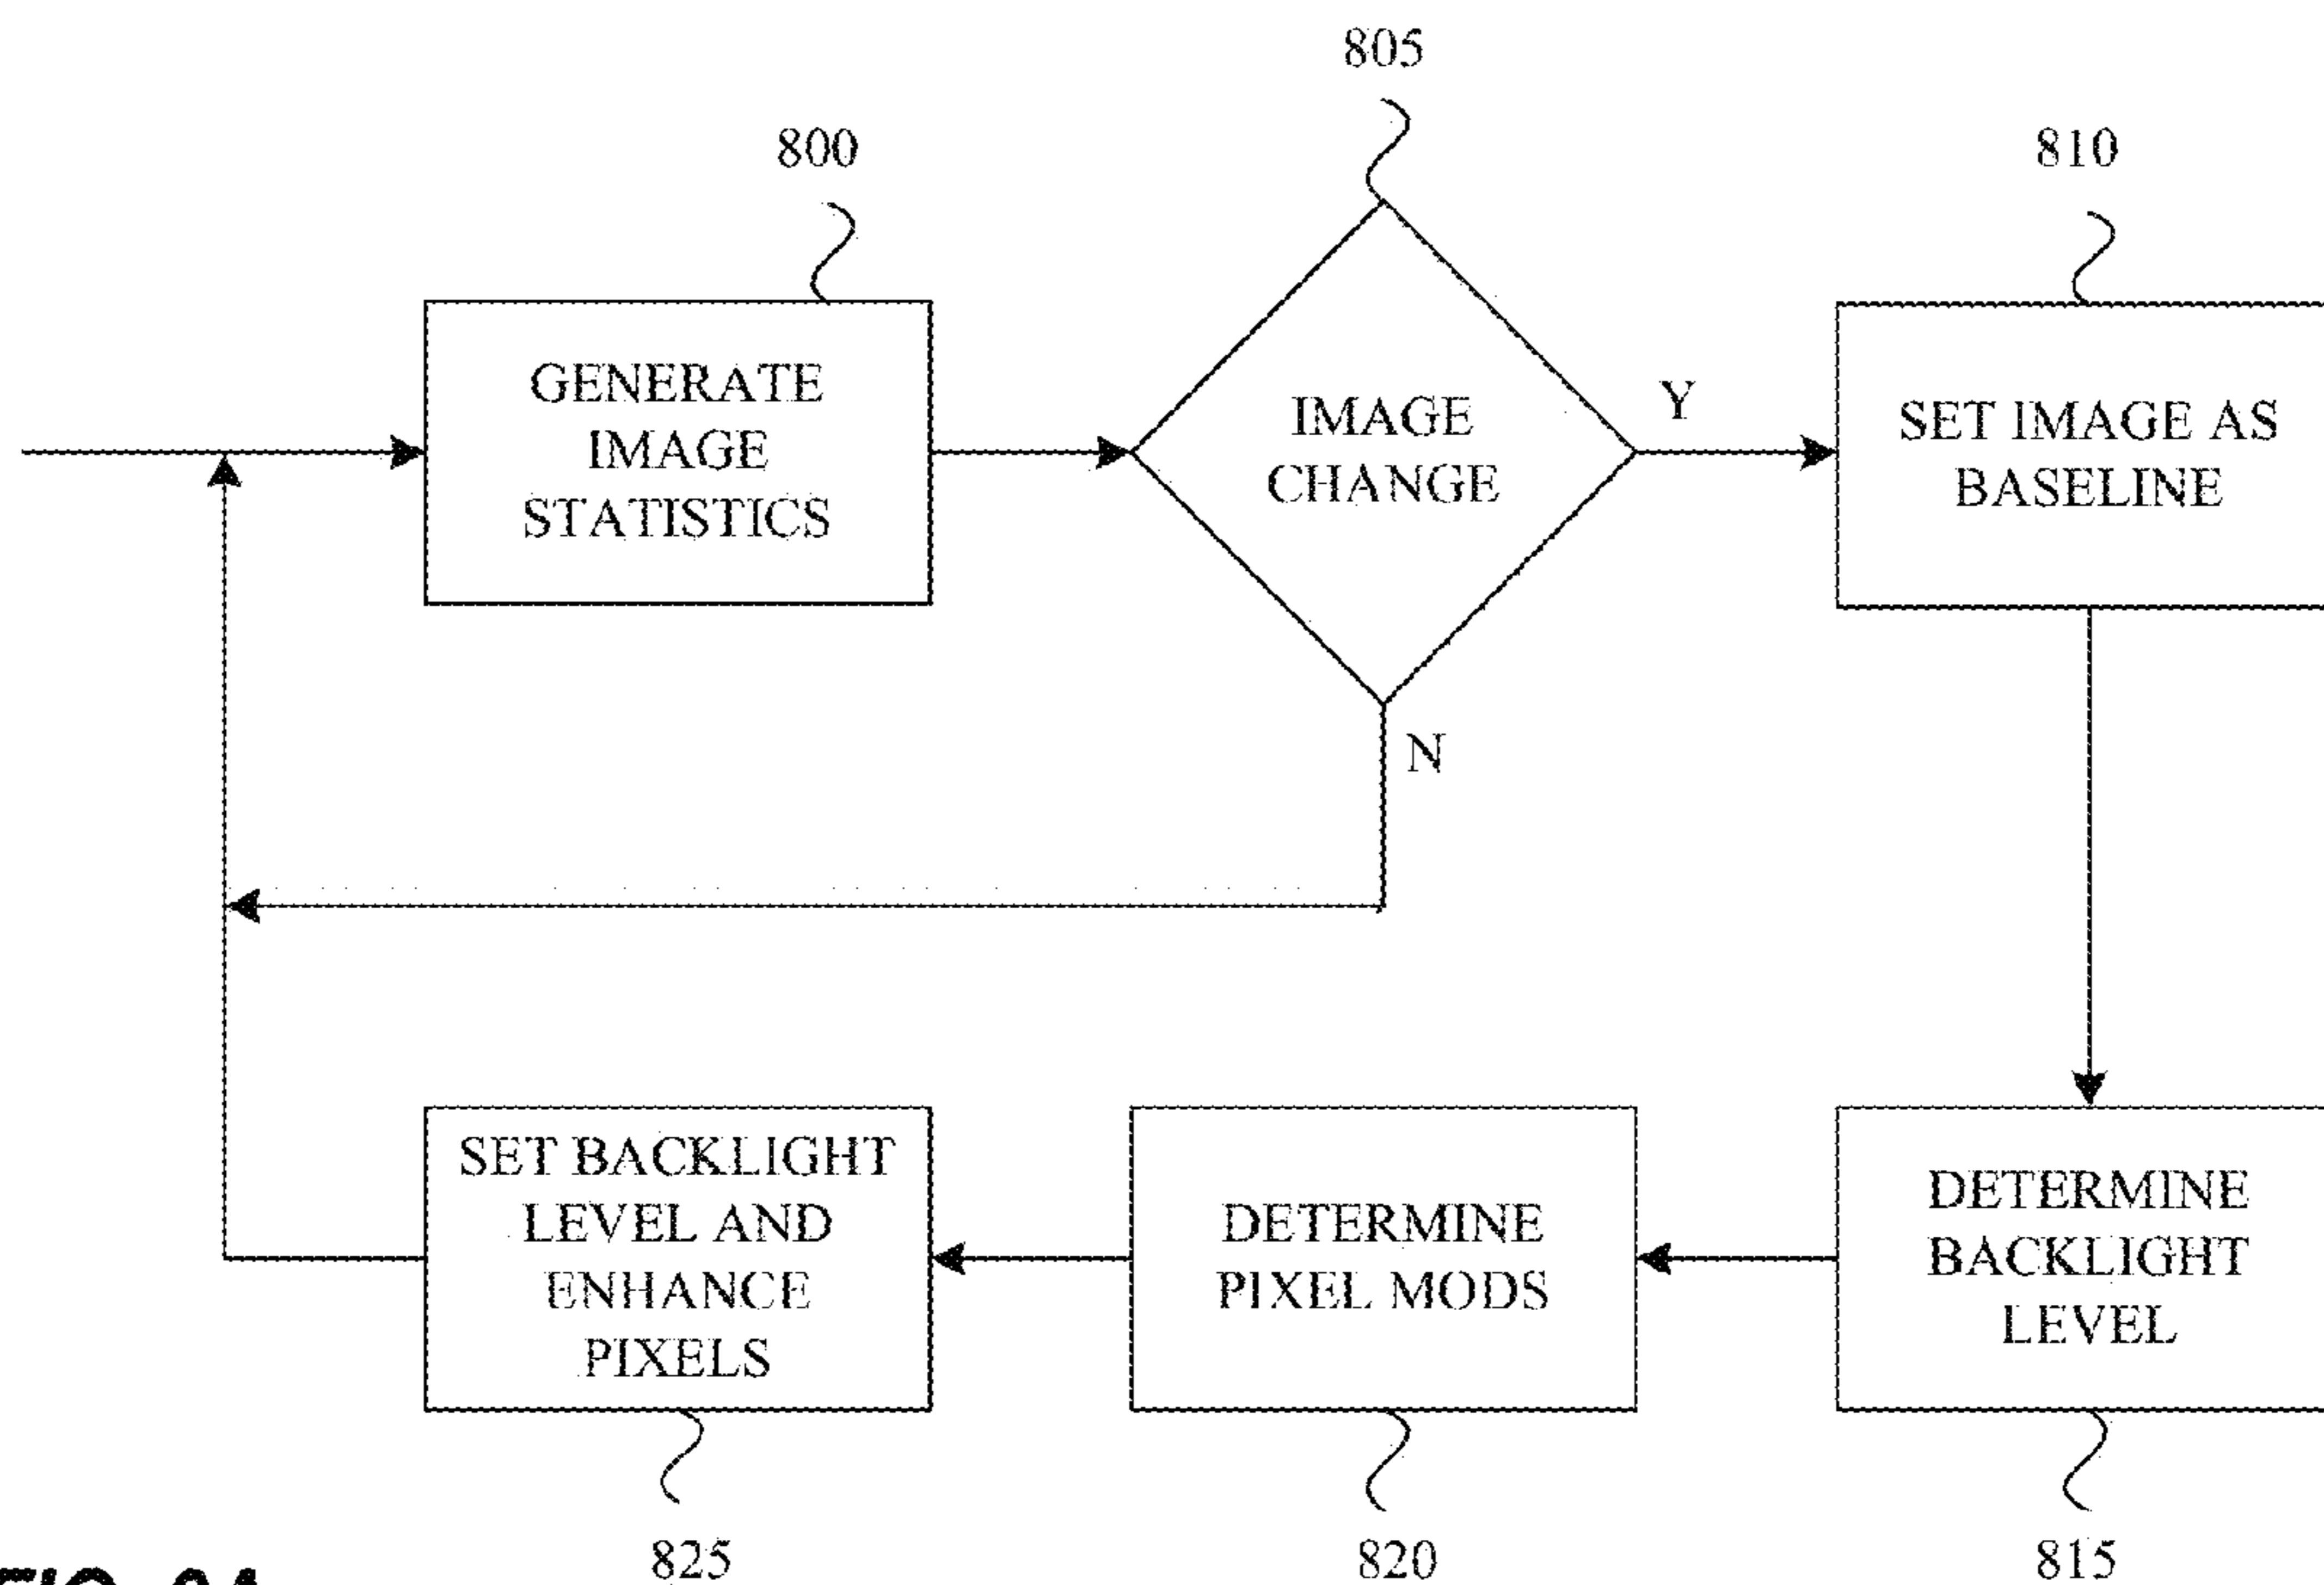 805
800
810
GENERATE
IMAGE
STATISTICS
IMAGE
CHANGE
Y
SET IMAGE AS
BASELINE
N
SET BACKLIGHT
LEVEL AND
ENHANCE
PIXELS
DETERMINE
PIXEL MODS
DETERMINE
BACKLIGHT
LEVEL
825
820
815